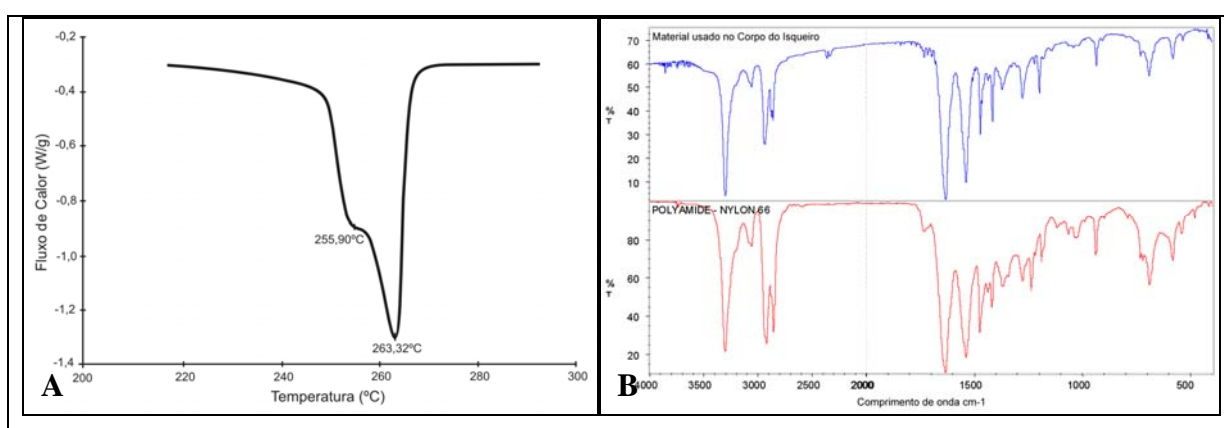 -0,2
-0,4
-0,6
-0,8
-1,0
-1,2
-1,4
Fluxo de Calor (W/g)
255,90ºC
263,32ºC
200 220 240 260 280 300
Temperatura (ºC)
A
Material usado no Corpo do Isqueiro
70
60
50
40
30
20
10
%
T
POLYAMIDE - NYLON 66
80
60
40
20
%
T
4000 3500 3000 2500 2000 1500 1000 500
Comprimento de onda cm-1
B